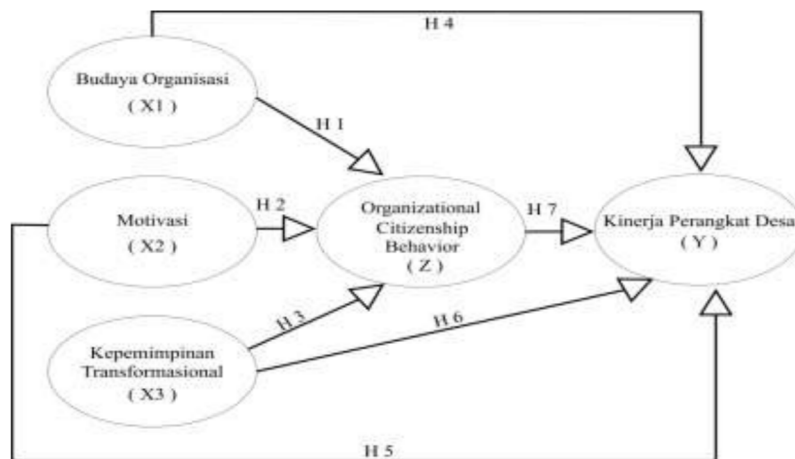 H 4
Budaya Organisasi
( X1 )
H 1
Motivasi
( X2 )
H 2
Organizational
Citizenship
Behavior
( Z )
H 7
Kinerja Perangkat Desa
( Y )
H 3
H 6
Kepemimpinan
Transformasional
( X3 )
H 5